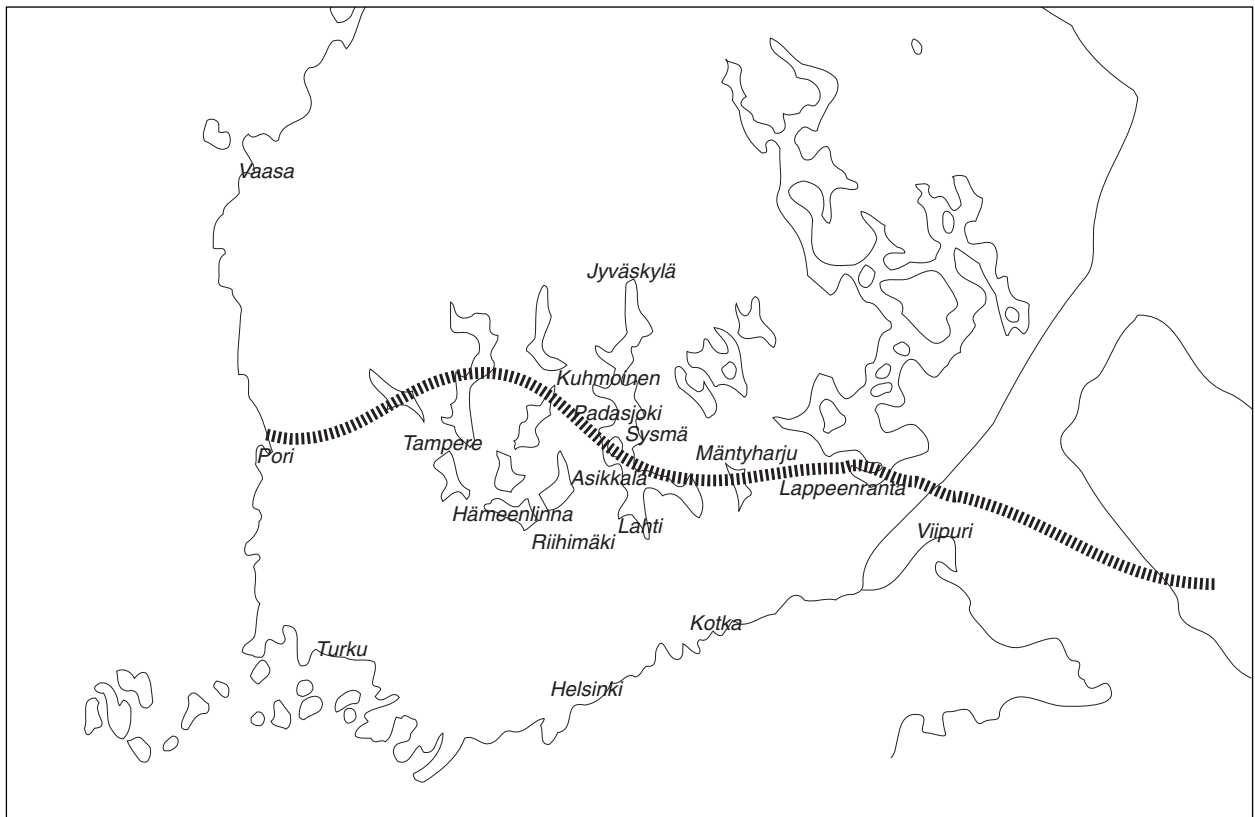 Vaasa
Jyväskylä
Kuhmoinen
Padasjoki
Sysmä
Tampere
Pori
Mäntyharju
Asikkala
Lappeenranta
Hämeenlinna
Lahti
Viipuri
Riihimäki
Kotka
Turku
Helsinki